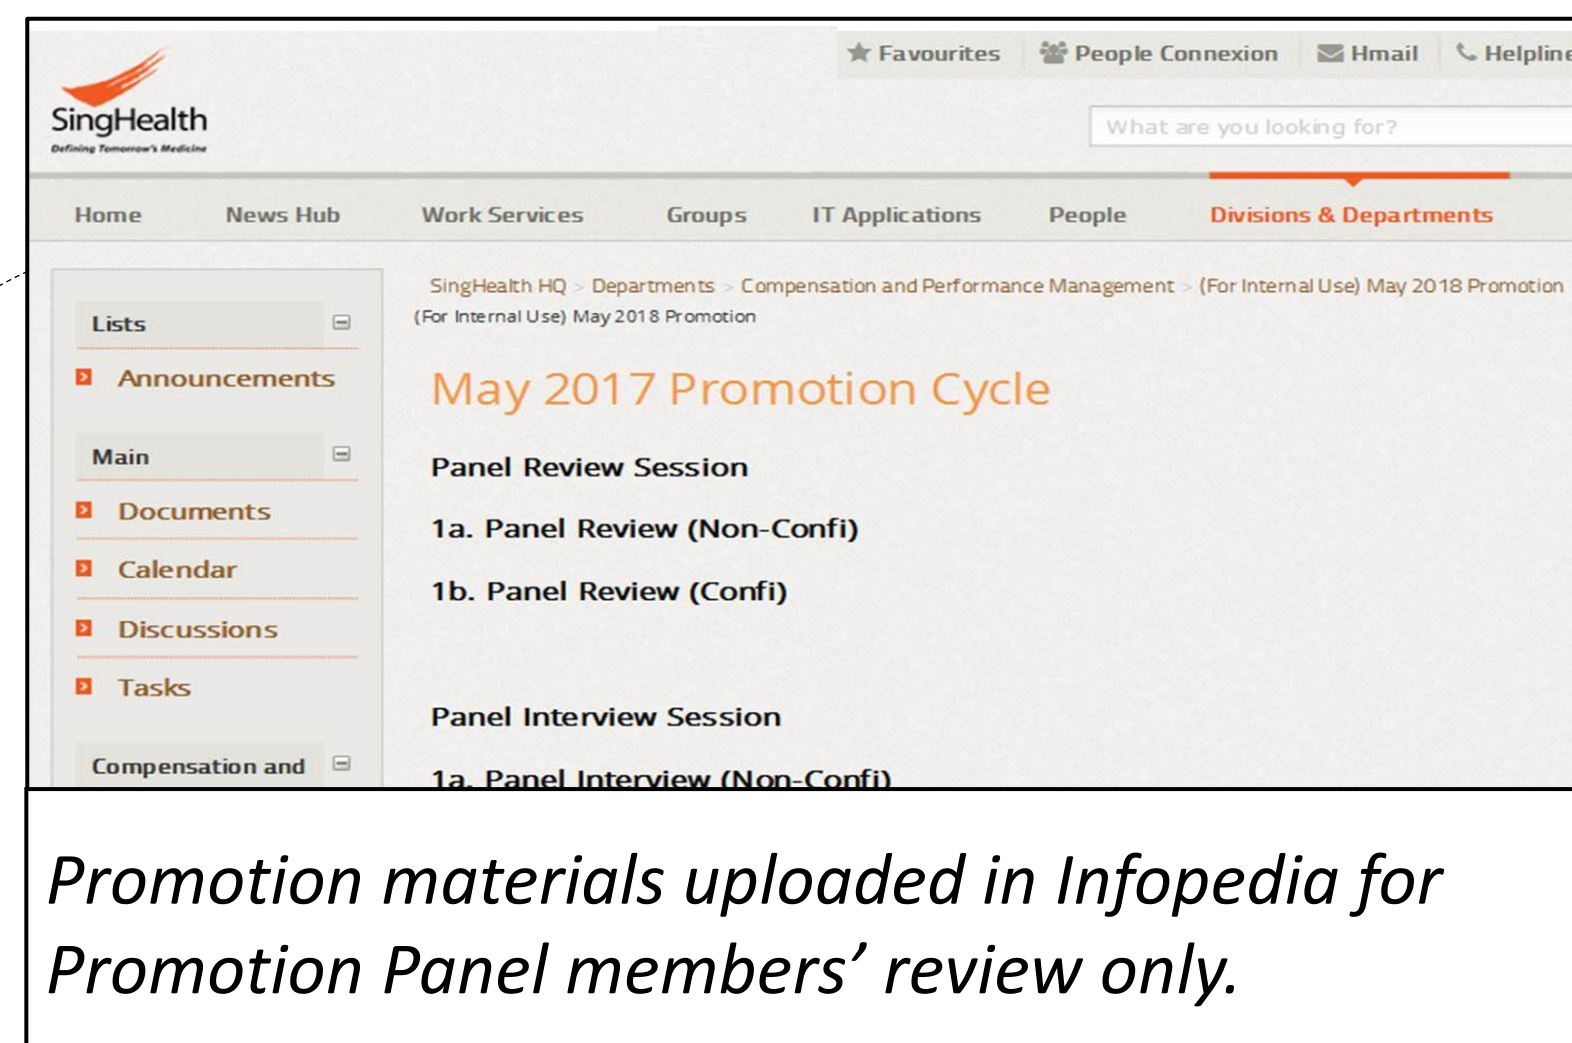 SingHealth
Defining Tomorrow's Medicine
Favourites People Connexion Hmail Helpline
What are you looking for?
Home News Hub Work Services Groups IT Applications People Divisions & Departments
SingHealth HQ > Departments > Compensation and Performance Management > (For Internal Use) May 2018 Promotion
(For Internal Use) May 2018 Promotion
Lists
Announcements
Main
Documents
Calendar
Discussions
Tasks
Compensation and
May 2017 Promotion Cycle
Panel Review Session
1a. Panel Review (Non-Confi)
1b. Panel Review (Confi)
Panel Interview Session
1a. Panel Interview (Non-Confi)
Promotion materials uploaded in Infopedia for
Promotion Panel members’ review only.